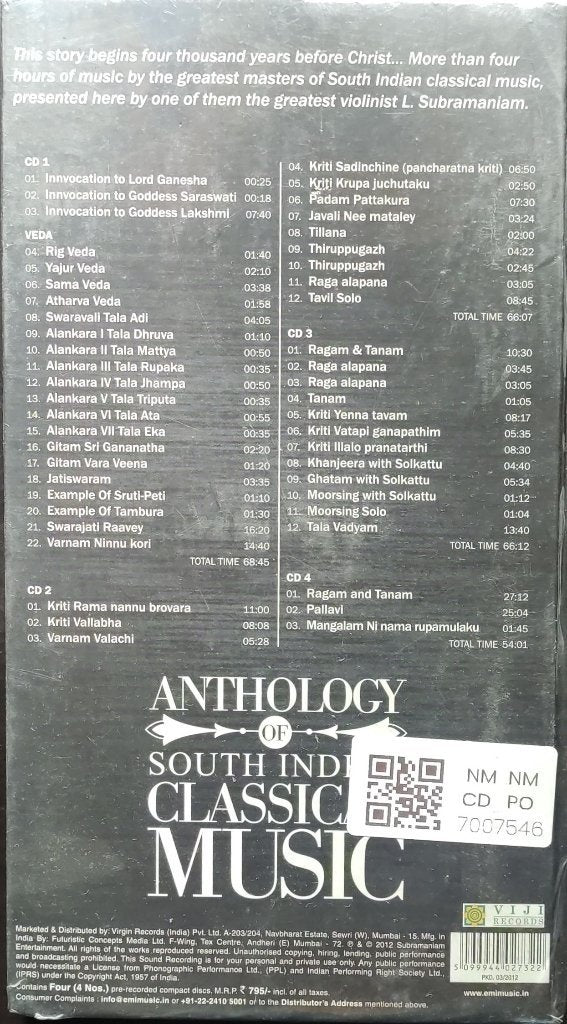 This story begins four thousand years before Christ... More than four
hours of music by the greatest masters of South Indian classical music,
presented here by one of them the greatest violinist L. Subramaniam.
CD 1
01. Innvocation to Lord Ganesha 00:25
02. Innvocation to Goddess Saraswati 00:18
03. Innvocation to Goddess Lakshmi 07:40
VEDA
04. Rig Veda 01:40
05. Yajur Veda 02:10
06. Sama Veda 03:38
07. Atharva Veda 01:58
08. Swaravali Tala Adi 04:05
09. Alankara I Tala Dhruva 01:10
10. Alankara II Tala Mattya 00:50
11. Alankara III Tala Rupaka 00:35
12. Alankara IV Tala Jhampa 00:50
13. Alankara V Tala Triputa 00:35
14. Alankara VI Tala Ata 00:55
15. Alankara VII Tala Eka 00:35
16. Gitam Sri Gananatha 02:20
17. Gitam Vara Veena 01:20
18. Jatiswaram 03:35
19. Example Of Sruti-Peti 01:10
20. Example Of Tambura 01:30
21. Swarajati Raavey 16:20
22. Varnam Ninnu kori 14:40
TOTAL TIME 68:45
CD 2
01. Kriti Rama nannu brovara 11:00
02. Kriti Vallabha 08:08
03. Varnam Valachi 05:28
04. Kriti Sadinchine (pancharatna kriti) 06:50
05. Kriti Krupa juchutaku 02:50
06. Padam Pattakura 07:30
07. Javali Nee mataley 03:24
08. Tillana 02:00
09. Thiruppugazh 04:22
10. Thiruppugazh 02:45
11. Raga alapana 03:05
12. Tavil Solo 08:45
TOTAL TIME 66:07
CD 3
01. Ragam & Tanam 10:30
02. Raga alapana 03:45
03. Raga alapana 03:05
04. Tanam 01:05
05. Kriti Yenna tavam 08:17
06. Kriti Vatapi ganapathim 05:35
07. Kriti Illalo pranatarthi 08:30
08. Khanjeera with Solkattu 04:40
09. Ghatam with Solkattu 05:34
10. Moorsing with Solkattu 01:12
11. Moorsing Solo 01:04
12. Tala Vadyam 13:40
TOTAL TIME 66:12
CD 4
01. Ragam and Tanam 27:12
02. Pallavi 25:04
03. Mangalam Ni nama rupamulaku 01:45
TOTAL TIME 54:01
ANTHOLOGY
OF
SOUTH INDI
CLASSICA
MUSIC
NM NM
CD PO
7007546
VIJI
RECORDS
Marketed & Distributed by: Virgin Records (India) Pvt. Ltd. A-203/204, Navbharat Estate, Sewri (W), Mumbai - 15. Mfg. in
India By: Futuristic Concepts Media Ltd. F-Wing, Tex Centre, Andheri (E) Mumbai - 72. ℗ & © 2012 Subramaniam
Entertainment. All rights of the works reproduced reserved. Unauthorised copying, hiring, lending, public performance
and broadcasting prohibited. This Sound Recording is for your personal and private use only. Any public performance
would necessitate a License from Phonographic Performance Ltd., (PPL) and Indian Performing Right Society Ltd.,
(IPRS) under the Copyright Act, 1957 of India.
Contains Four (4 Nos.) pre-recorded compact discs. M.R.P. ₹ 795/- incl. of all taxes.
Consumer Complaints : info@emimusic.in or +91-22-2410 5001 or to the Distributor's Address mentioned above.
5 099944 027322
PKD. 03/2012
www.emimusic.in